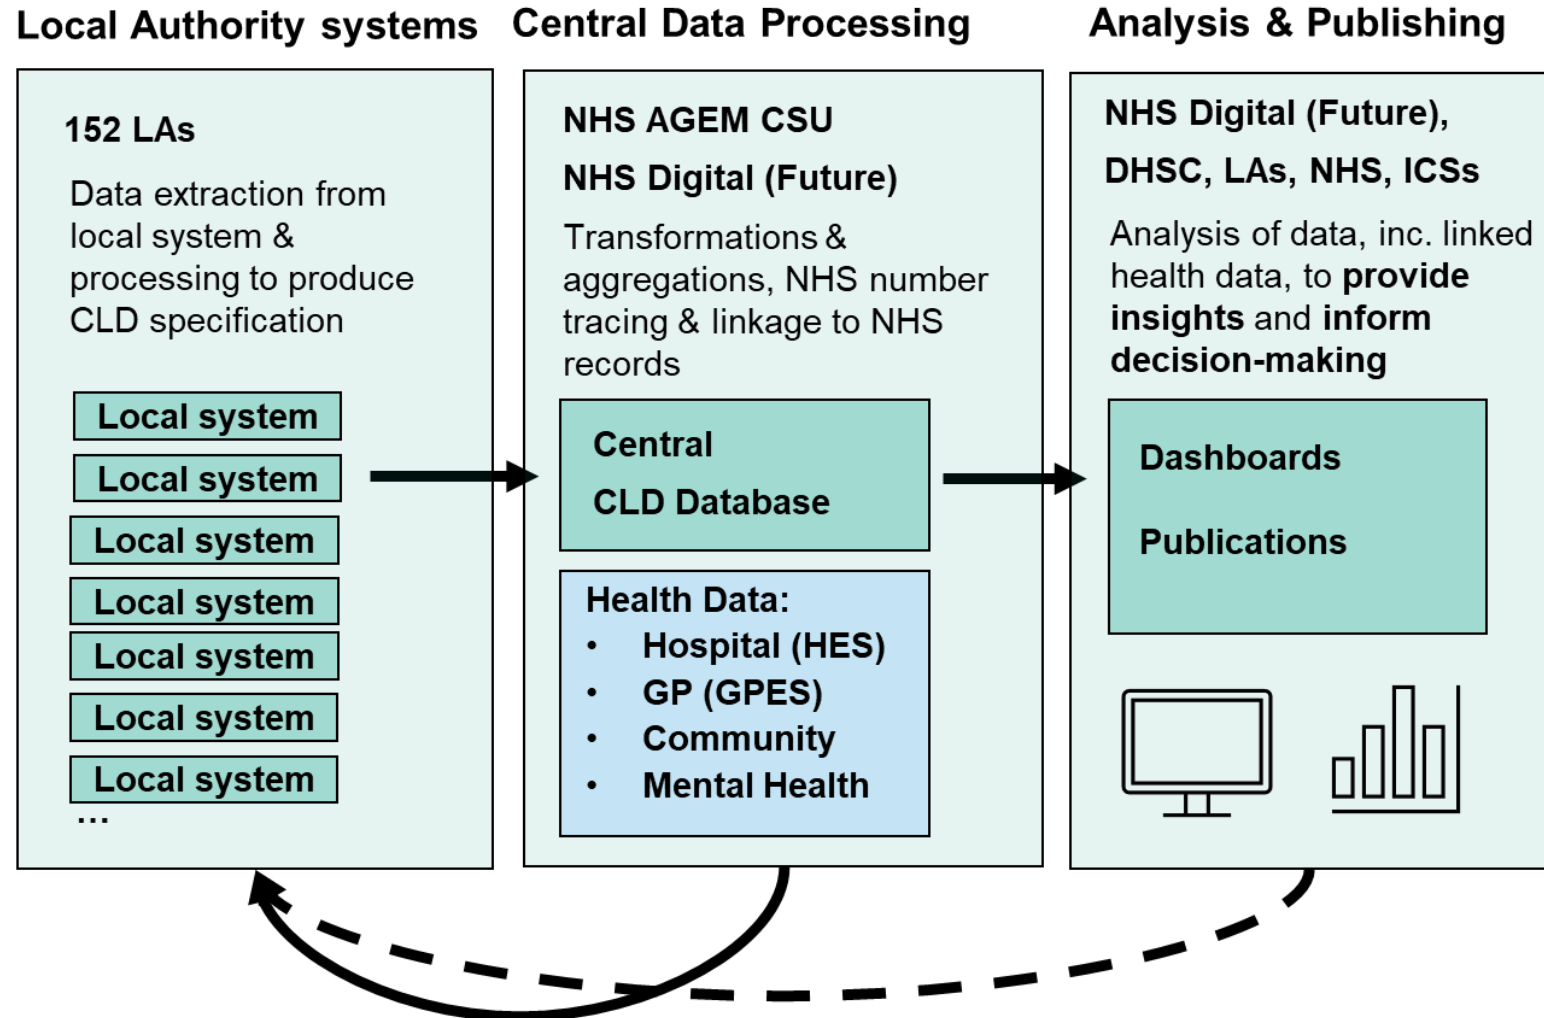 Local Authority systems
152 LAs
Data extraction from
local system &
processing to produce
CLD specification
Local system
Local system
Local system
Local system
Local system
Local system
Local system
...
Central Data Processing
NHS AGEM CSU
NHS Digital (Future)
Transformations &
aggregations, NHS number
tracing & linkage to NHS
records
Central
CLD Database
Health Data:
• Hospital (HES)
• GP (GPES)
• Community
• Mental Health
Analysis & Publishing
NHS Digital (Future),
DHSC, LAs, NHS, ICSs
Analysis of data, inc. linked
health data, to provide
insights and inform
decision-making
Dashboards
Publications